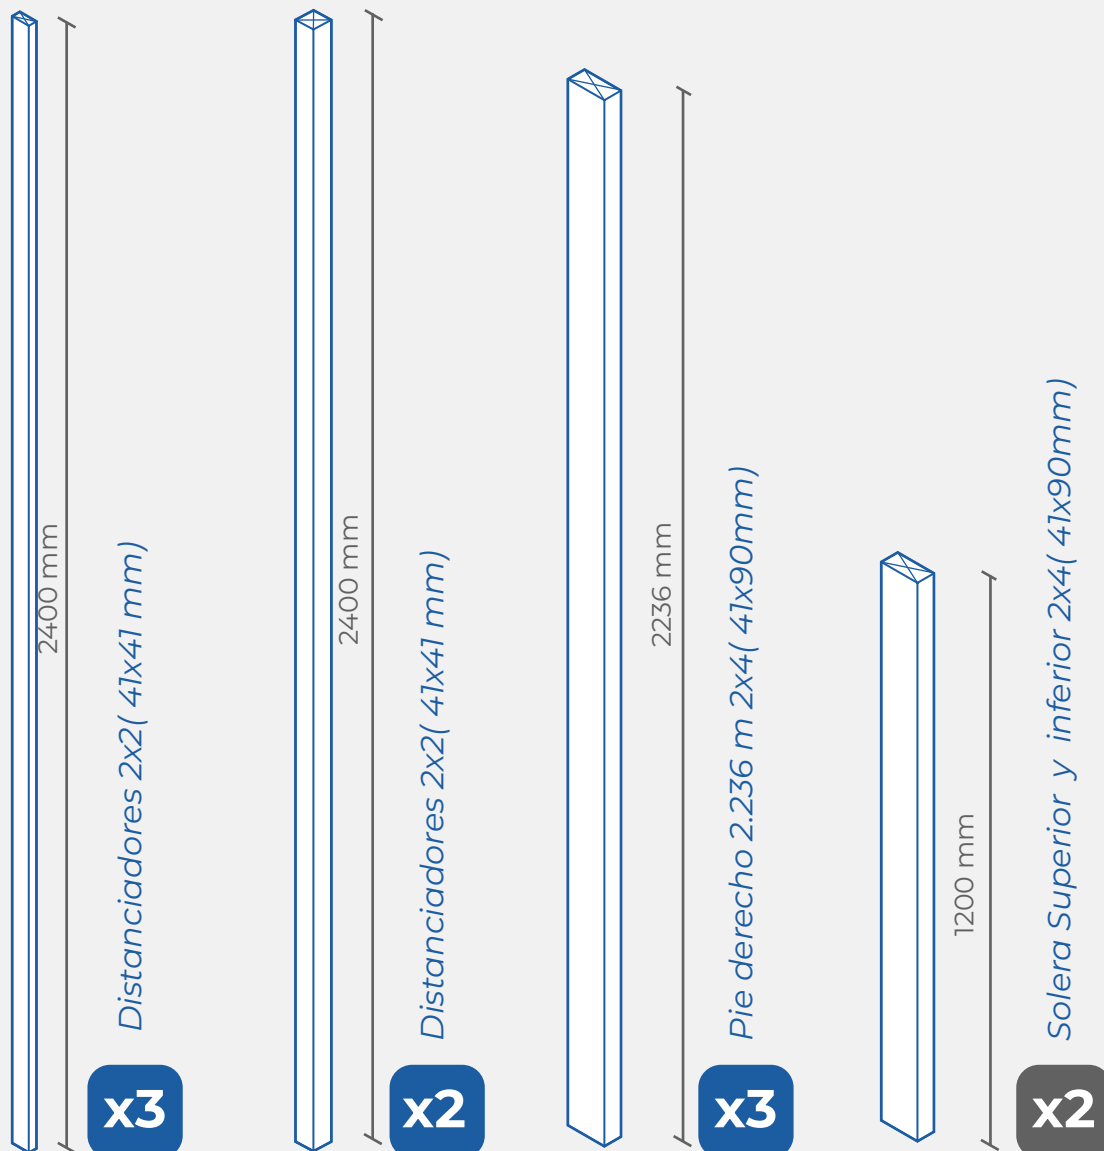 2400 mm
Distanciadores 2x2( 41x41 mm)
x3
2400 mm
Distanciadores 2x2( 41x41 mm)
x2
2236 mm
Pie derecho 2.236 m 2x4( 41x90mm)
x3
1200 mm
Solera Superior y inferior 2x4( 41x90mm)
x2